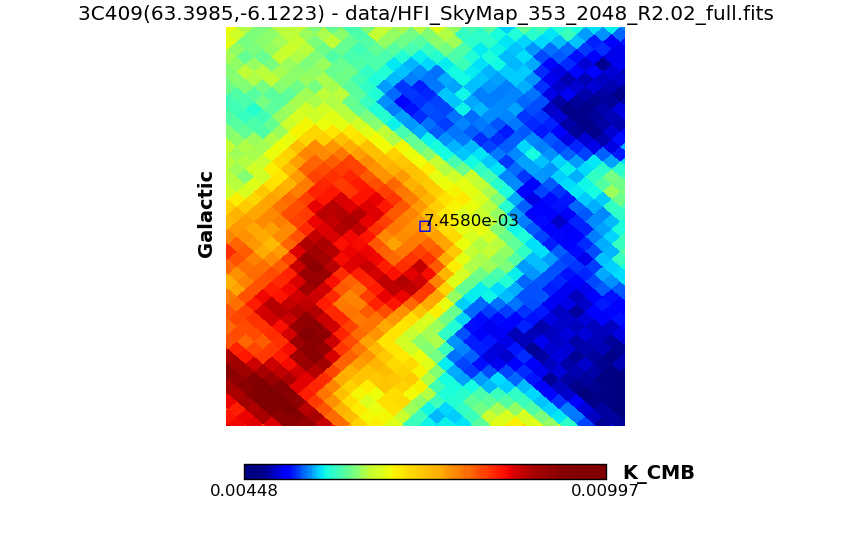 3C409(63.3985,-6.1223) - data/HFI_SkyMap_353_2048_R2.02_full.fits
Galactic
7.4580e-03
K_CMB
0.00448 0.00997